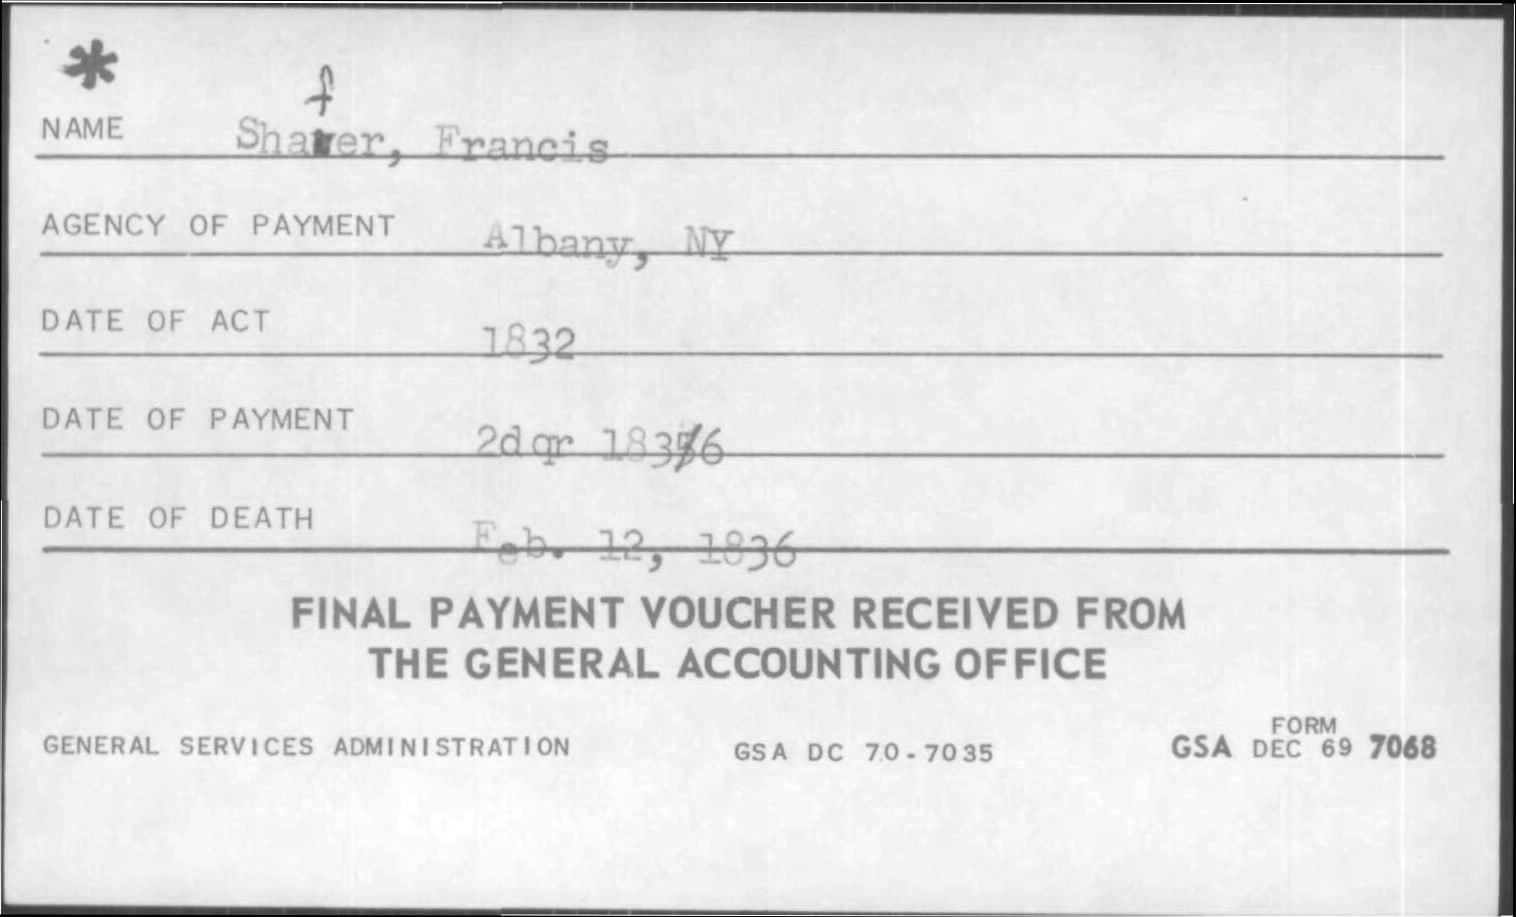 *
NAME Shafer, Francis
AGENCY OF PAYMENT Albany, NY
DATE OF ACT 1832
DATE OF PAYMENT 2d qr 1836
DATE OF DEATH Feb. 12, 1836
FINAL PAYMENT VOUCHER RECEIVED FROM
THE GENERAL ACCOUNTING OFFICE
GENERAL SERVICES ADMINISTRATION GSA DC 70-7035 GSA FORM DEC 69 7068